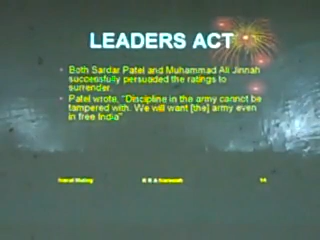 LEADERS ACT
• Both Sardar Patel and Muhammad Ali Jinnah
successfully persuaded the ratings to
surrender.
• Patel wrote, "Discipline in the army cannot be
tampered with. We will want [the] army even
in free India"
14